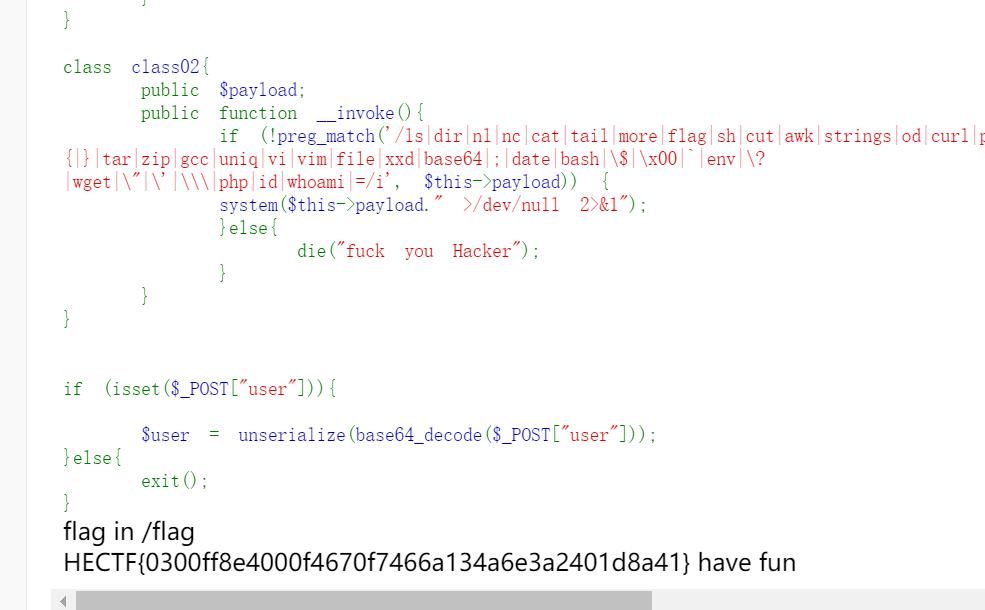 }
class class02{
public $payload;
public function __invoke(){
if (!preg_match('/ls|dir|nl|nc|cat|tail|more|flag|sh|cut|awk|strings|od|curl|
{|}|tar|zip|gcc|uniq|vi|vim|file|xxd|base64|;|date|bash|\$|\x00|`|env|\?
|wget|\"|\'|\\\|php|id|whoami|=/i', $this->payload)) {
system($this->payload." >/dev/null 2>&1");
}else{
die("fuck you Hacker");
}
}
}
if (isset($_POST["user"])){
$user = unserialize(base64_decode($_POST["user"]));
}else{
exit();
}
flag in /flag
HECTF{0300ff8e4000f4670f7466a134a6e3a2401d8a41} have fun